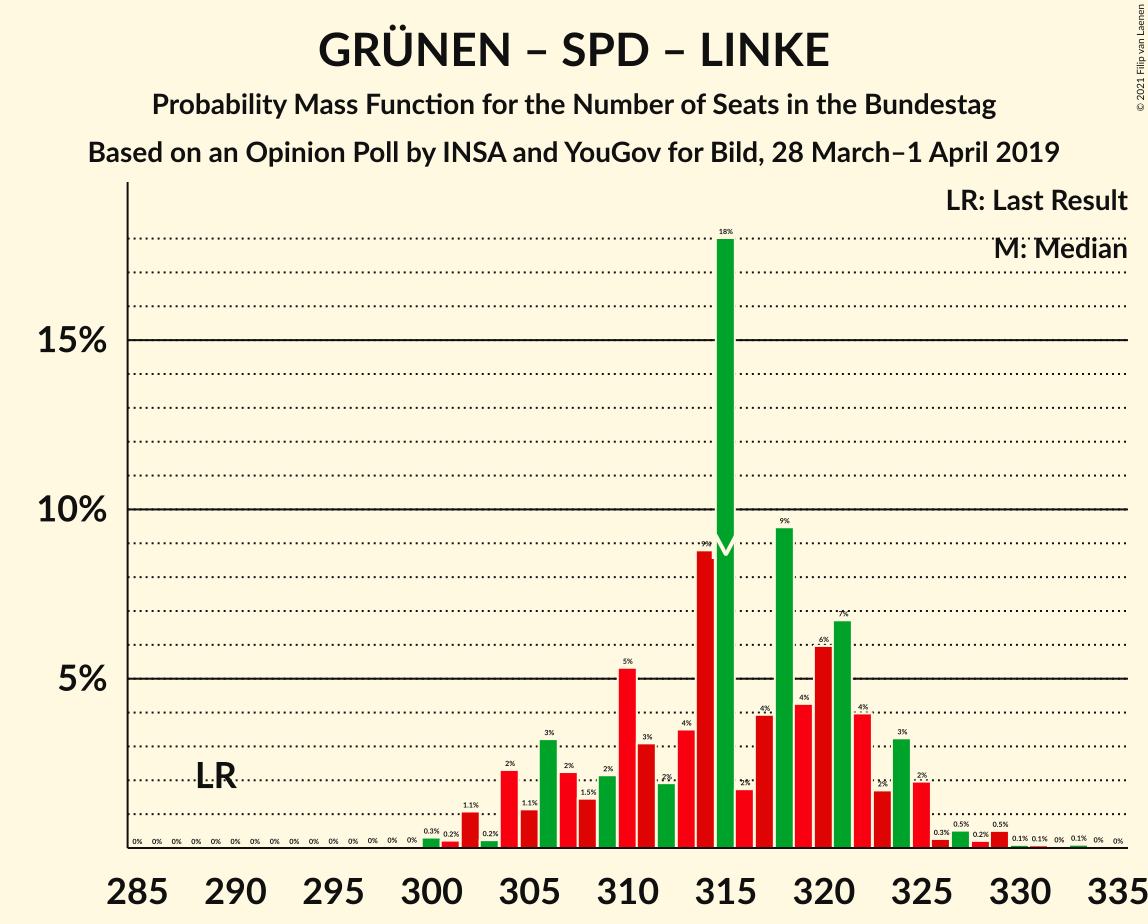 GRÜNEN – SPD – LINKE
Probability Mass Function for the Number of Seats in the Bundestag
Based on an Opinion Poll by INSA and YouGov for Bild, 28 March–1 April 2019
© 2021 Filip van Laenen
LR: Last Result
M: Median
15%
10%
5%
LR
0% 0% 0% 0% 0% 0% 0% 0% 0% 0% 0% 0% 0% 0% 0% 0.3% 0.2% 1.1% 0.2% 2% 1.1% 3% 2% 1.5% 2% 5% 3% 2% 4% 9% 18% 2% 4% 9% 4% 6% 7% 4% 2% 3% 2% 0.3% 0.5% 0.2% 0.5% 0.1% 0.1% 0% 0.1% 0% 0%
285 290 295 300 305 310 315 320 325 330 335